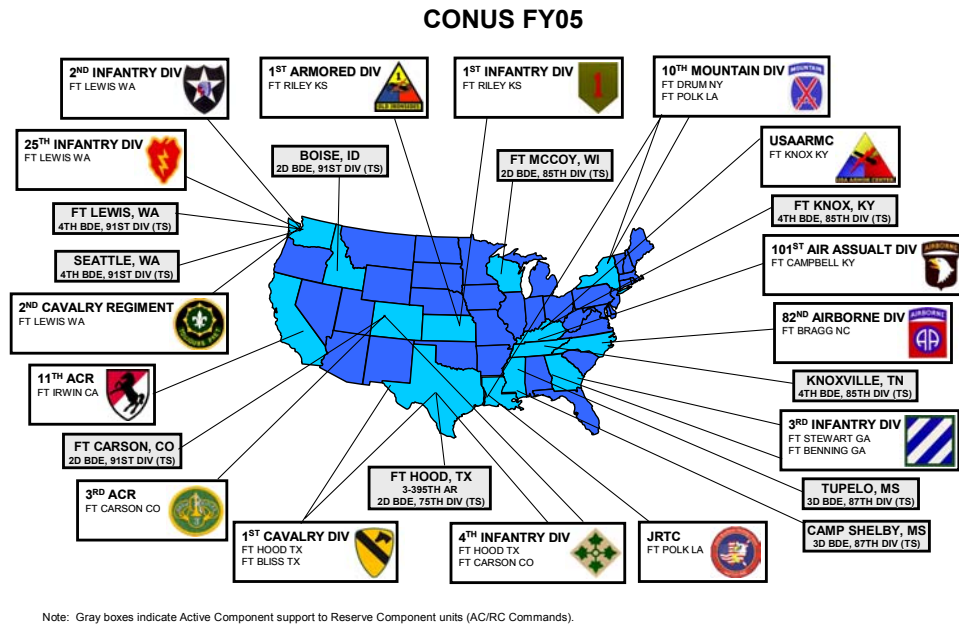 CONUS FY05
2ND INFANTRY DIV
FT LEWIS WA
1ST ARMORED DIV
FT RILEY KS
1
OLD IRONSIDES
1ST INFANTRY DIV
FT RILEY KS
1
10TH MOUNTAIN DIV
FT DRUM NY
FT POLK LA
MOUNTAIN
25TH INFANTRY DIV
FT LEWIS WA
BOISE, ID
2D BDE, 91ST DIV (TS)
FT MCCOY, WI
2D BDE, 85TH DIV (TS)
USAARMC
FT KNOX KY
USA ARMOR CENTER
FT LEWIS, WA
4TH BDE, 91ST DIV (TS)
FT KNOX, KY
4TH BDE, 85TH DIV (TS)
SEATTLE, WA
4TH BDE, 91ST DIV (TS)
101ST AIR ASSUALT DIV
FT CAMPBELL KY
AIRBORNE
2ND CAVALRY REGIMENT
FT LEWIS WA
82ND AIRBORNE DIV
FT BRAGG NC
AIRBORNE
AA
11TH ACR
FT IRWIN CA
KNOXVILLE, TN
4TH BDE, 85TH DIV (TS)
FT CARSON, CO
2D BDE, 91ST DIV (TS)
3RD INFANTRY DIV
FT STEWART GA
FT BENNING GA
FT HOOD, TX
3-395TH AR
2D BDE, 75TH DIV (TS)
3RD ACR
FT CARSON CO
TUPELO, MS
3D BDE, 87TH DIV (TS)
1ST CAVALRY DIV
FT HOOD TX
FT BLISS TX
4TH INFANTRY DIV
FT HOOD TX
FT CARSON CO
JRTC
FT POLK LA
CAMP SHELBY, MS
3D BDE, 87TH DIV (TS)
Note: Gray boxes indicate Active Component support to Reserve Component units (AC/RC Commands).